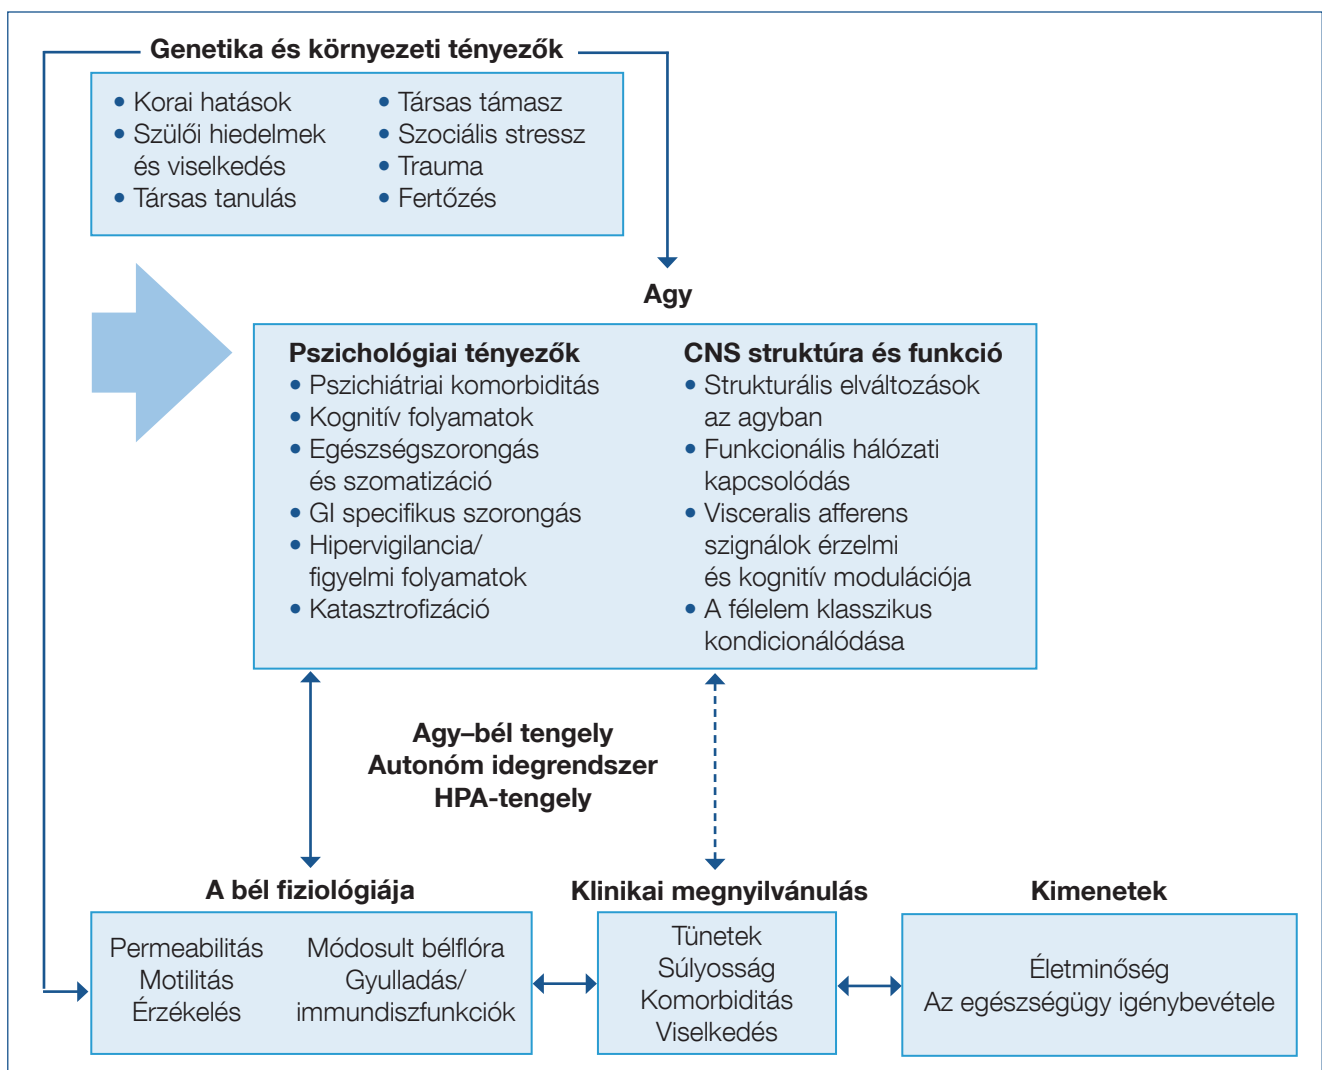 Genetika és környezeti tényezők
• Korai hatások
• Szülői hiedelmek
és viselkedés
• Társas tanulás
• Társas támasz
• Szociális stressz
• Trauma
• Fertőzés
Agy
Pszichológiai tényezők
• Pszichiátriai komorbiditás
• Kognitív folyamatok
• Egészségszorongás
és szomatizáció
• GI specifikus szorongás
• Hipervigilancia/
figyelmi folyamatok
• Katasztrofizáció
CNS struktúra és funkció
• Strukturális elváltozások
az agyban
• Funkcionális hálózati
kapcsolódás
• Visceralis afferens
szignálok érzelmi
és kognitív modulációja
• A félelem klasszikus
kondicionálódása
Agy–bél tengely
Autonóm idegrendszer
HPA-tengely
A bél fiziológiája
Permeabilitás
Motilitás
Érzékelés
Módosult bélflóra
Gyulladás/
immundiszfunkciók
Klinikai megnyilvánulás
Tünetek
Súlyosság
Komorbiditás
Viselkedés
Kimenetek
Életminőség
Az egészségügy igénybevétele